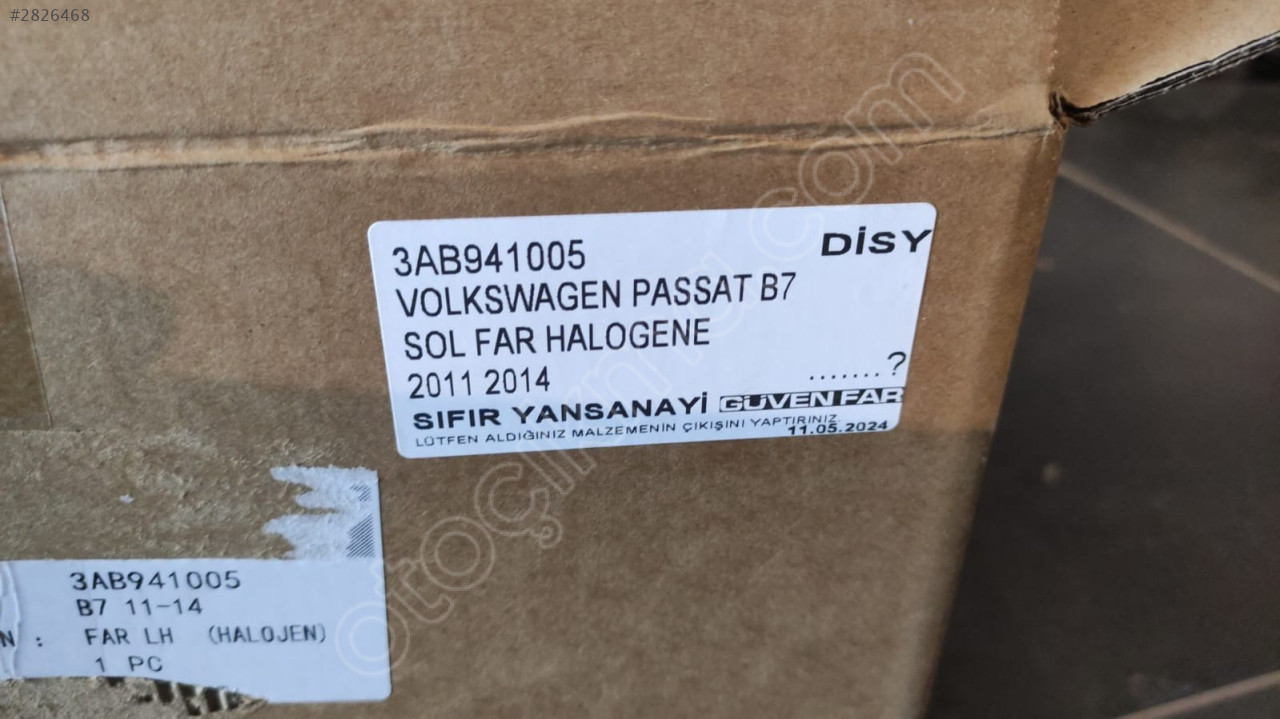 #2826468
3AB941005
DİSY
VOLKSWAGEN PASSAT B7
SOL FAR HALOGENE
2011 2014
.......?
SIFIR YANSANAYİ GÜVEN FAR
LÜTFEN ALDIĞINIZ MALZEMENİN ÇIKIŞINI YAPTIRINIZ.
11.05.2024
3AB941005
B7 11-14
N : FAR LH (HALOJEN)
1 PC
otoçıkma.com